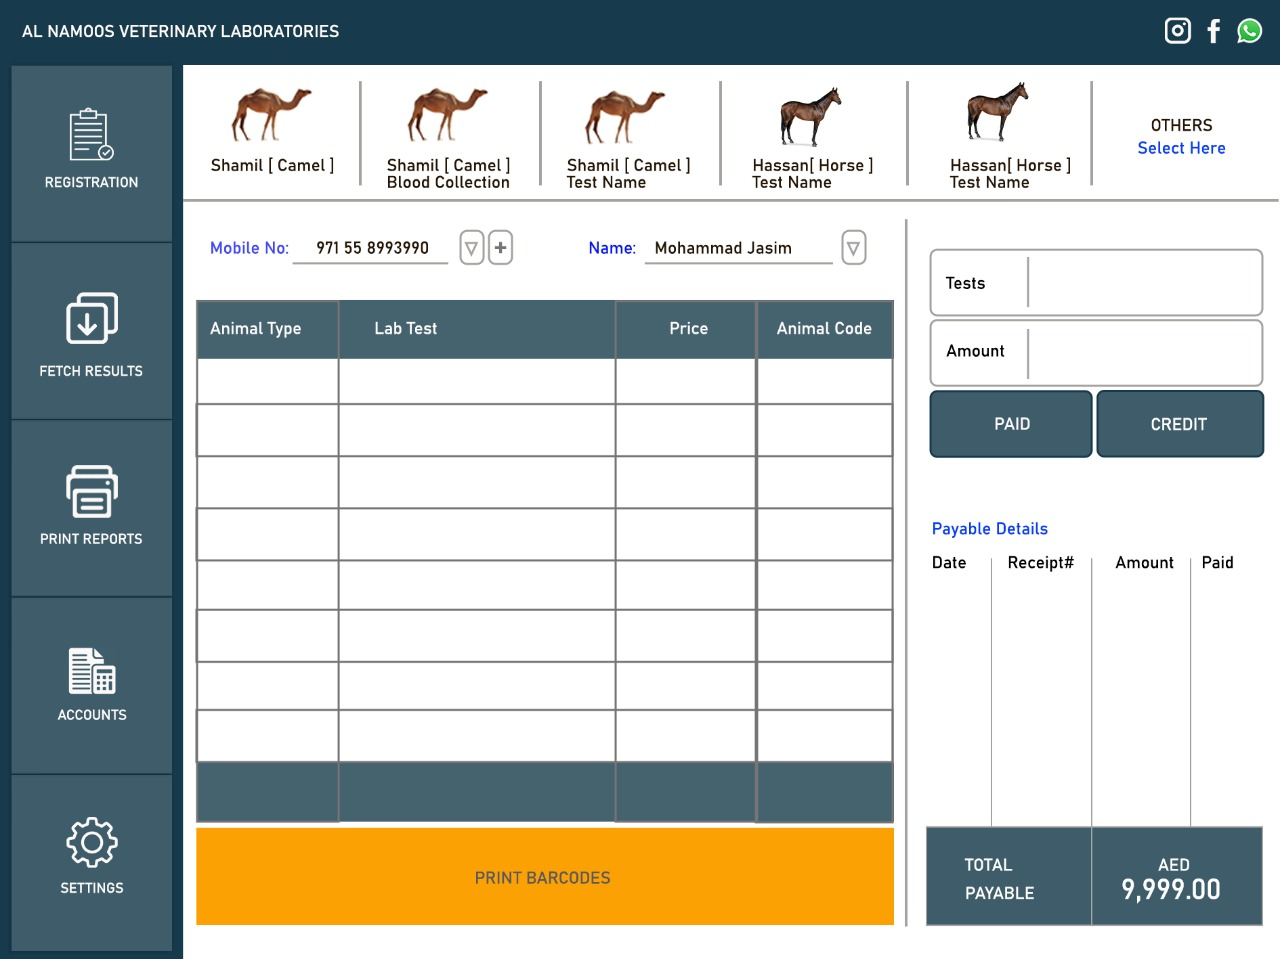 AL NAMOOS VETERINARY LABORATORIES
REGISTRATION
FETCH RESULTS
PRINT REPORTS
ACCOUNTS
SETTINGS
Shamil [ Camel ]
Shamil [ Camel ]
Blood Collection
Shamil [ Camel ]
Test Name
Hassan[ Horse ]
Test Name
Hassan[ Horse ]
Test Name
OTHERS
Select Here
Mobile No: 971 55 8993990
Name: Mohammad Jasim
Animal Type Lab Test Price Animal Code
PRINT BARCODES
Tests
Amount
PAID CREDIT
Payable Details
Date Receipt# Amount Paid
TOTAL PAYABLE
AED
9,999.00